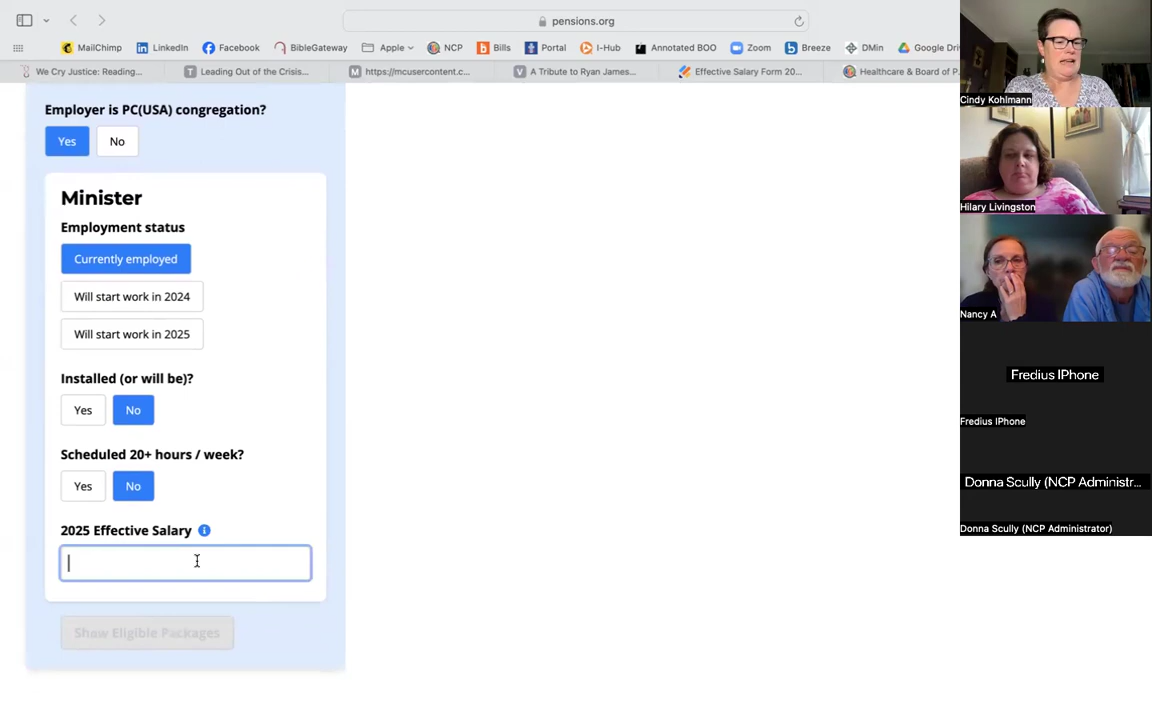 pensions.org
MailChimp LinkedIn Facebook BibleGateway Apple NCP Bills Portal I-Hub Annotated BOO Zoom Breeze DMin Google Dri
We Cry Justice: Reading... Leading Out of the Crisis... https://mcusercontent.c... A Tribute to Ryan James... Effective Salary Form 20... Healthcare & Board of P
Employer is PC(USA) congregation?
Yes No
Minister
Employment status
Currently employed
Will start work in 2024
Will start work in 2025
Installed (or will be)?
Yes No
Scheduled 20+ hours / week?
Yes No
2025 Effective Salary
Show Eligible Packages
Cindy Kohlmann
Hilary Livingston
Nancy A
Fredius IPhone
Fredius IPhone
Donna Scully (NCP Administr...
Donna Scully (NCP Administrator)